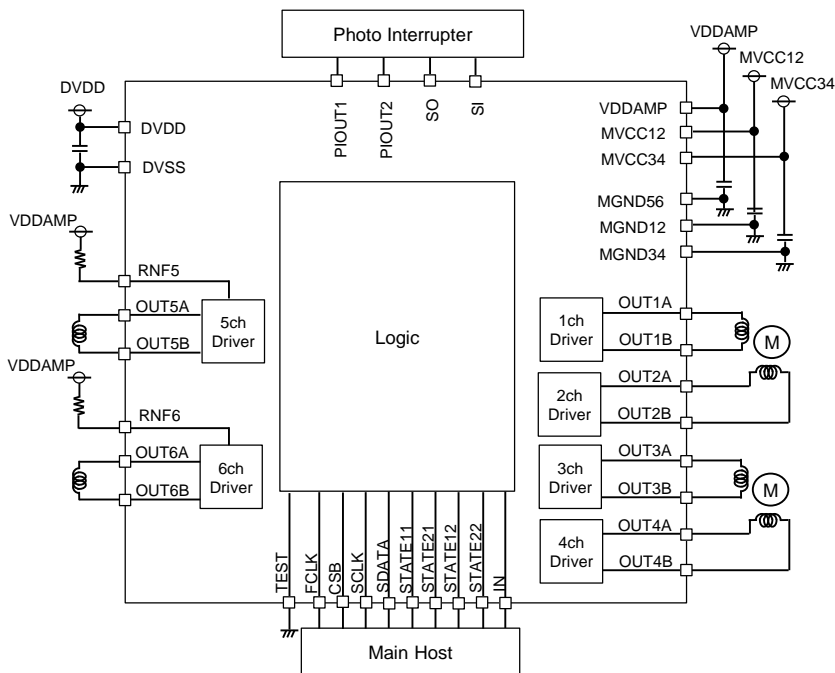 Photo Interrupter
VDDAMP
MVCC12
MVCC34
DVDD
PIOUT1
PIOUT2
SO
SI
DVDD
DVSS
VDDAMP
MVCC12
MVCC34
MGND56
MGND12
MGND34
VDDAMP
RNF5
OUT5A
5ch
Driver
OUT5B
VDDAMP
RNF6
OUT6A
6ch
Driver
OUT6B
Logic
1ch
Driver
OUT1A
OUT1B
M
2ch
Driver
OUT2A
OUT2B
3ch
Driver
OUT3A
OUT3B
M
4ch
Driver
OUT4A
OUT4B
TEST
FCLK
CSB
SCLK
SDATA
STATE11
STATE21
STATE12
STATE22
IN
Main Host